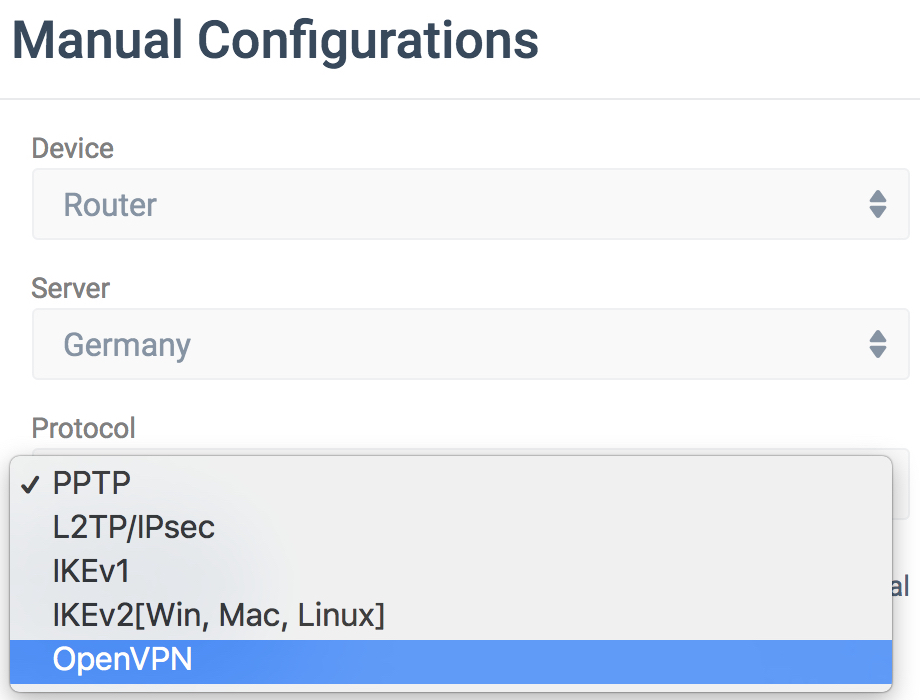 Manual Configurations
Device
Router
Server
Germany
Protocol
✓ PPTP
L2TP/IPsec
IKEv1
al
IKEv2[Win, Mac, Linux]
OpenVPN